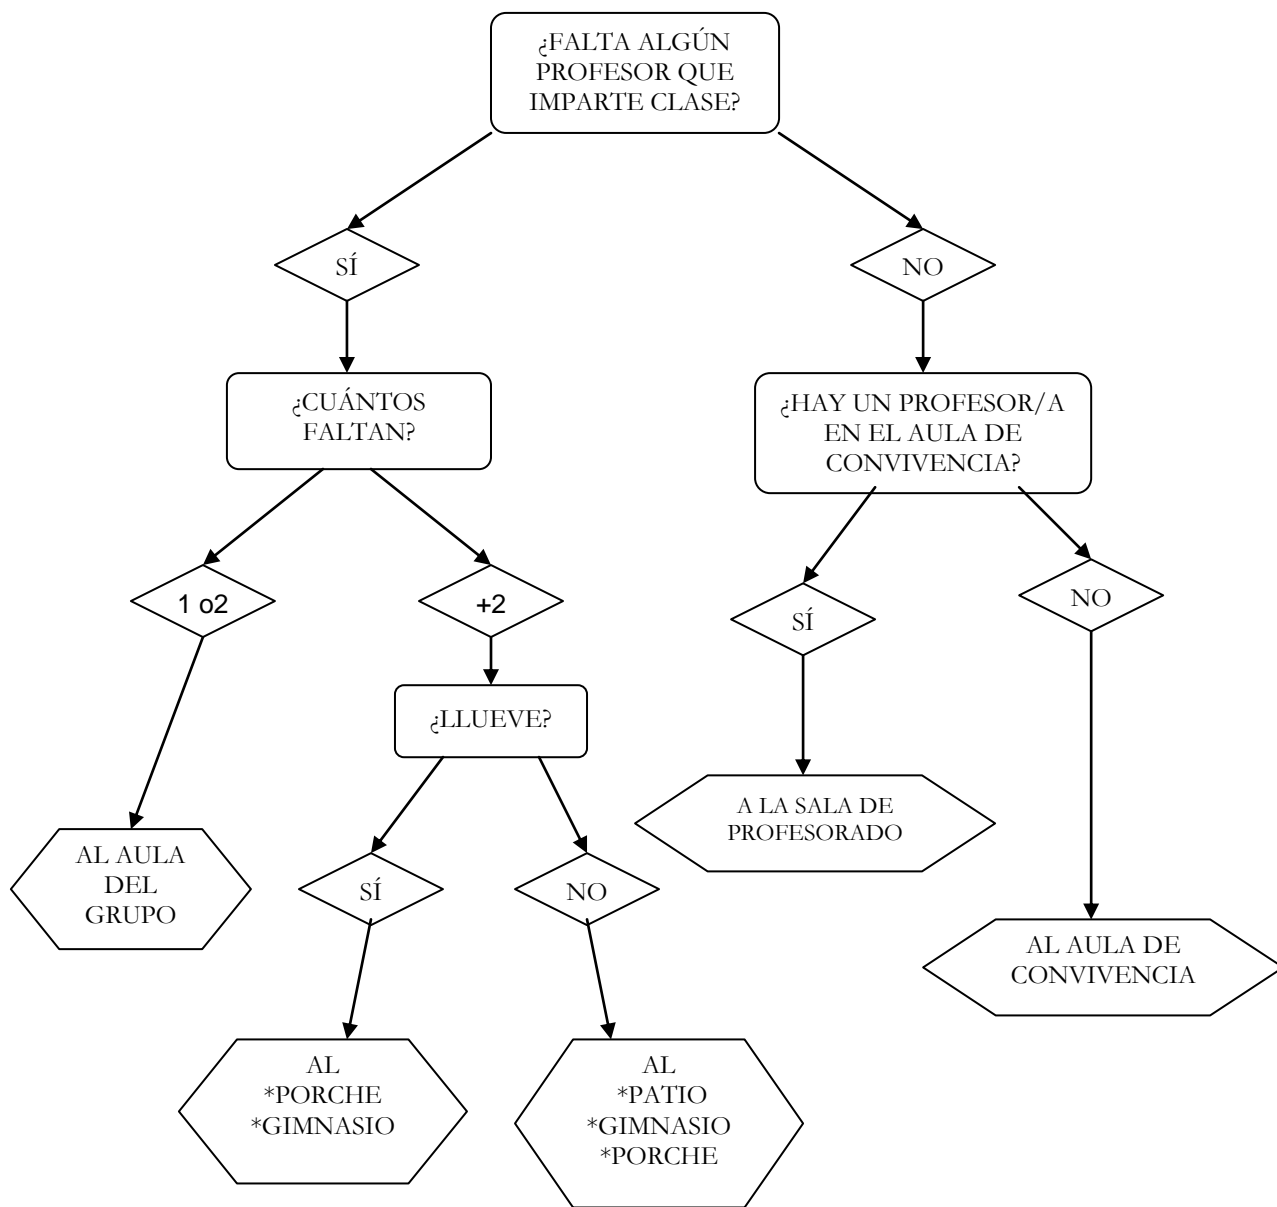 ¿FALTA ALGÚN
PROFESOR QUE
IMPARTE CLASE?
SÍ
NO
¿CUÁNTOS
FALTAN?
¿HAY UN PROFESOR/A
EN EL AULA DE
CONVIVENCIA?
1 o2
+2
SÍ
NO
¿LLUEVE?
A LA SALA DE
PROFESORADO
AL AULA
DEL
GRUPO
SÍ
NO
AL AULA DE
CONVIVENCIA
AL
*PORCHE
*GIMNASIO
AL
*PATIO
*GIMNASIO
*PORCHE